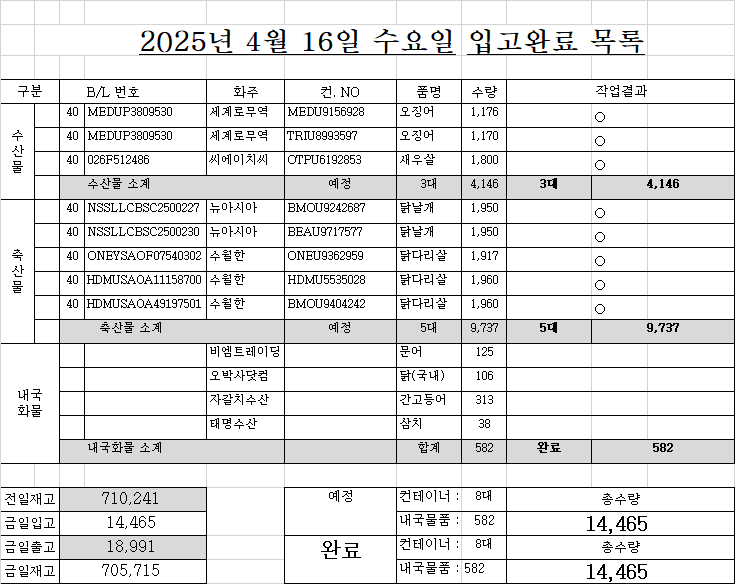 2025년 4월 16일 수요일 입고완료 목록
구분 B/L 번호 화주 컨. NO 품명 수량 작업결과
수산물
40 MEDUP3809530 세계로무역 MEDU9156928 오징어 1,176 ○
40 MEDUP3809530 세계로무역 TRIU8993597 오징어 1,170 ○
40 026F512486 씨에이치씨 OTPU6192853 새우살 1,800 ○
수산물 소계 예정 3대 4,146 3대 4,146
축산물
40 NSSLLCBSC2500227 뉴아시아 BMOU9242687 닭날개 1,950 ○
40 NSSLLCBSC2500230 뉴아시아 BEAU9717577 닭날개 1,950 ○
40 ONEYSAOF07540302 수월한 ONEU9362959 닭다리살 1,917 ○
40 HDMUSAOA11158700 수월한 HDMU5535028 닭다리살 1,960 ○
40 HDMUSAOA49197501 수월한 BMOU9404242 닭다리살 1,960 ○
축산물 소계 예정 5대 9,737 5대 9,737
내국화물
비엠트레이딩 문어 125
오박사닷컴 닭(국내) 106
자갈치수산 간고등어 313
태명수산 삼치 38
내국화물 소계 합계 582 완료 582
전일재고 710,241 예정 컨테이너 : 8대 총수량
금일입고 14,465 내국물품 : 582 14,465
금일출고 18,991 완료 컨테이너 : 8대 총수량
금일재고 705,715 내국물품 : 582 14,465